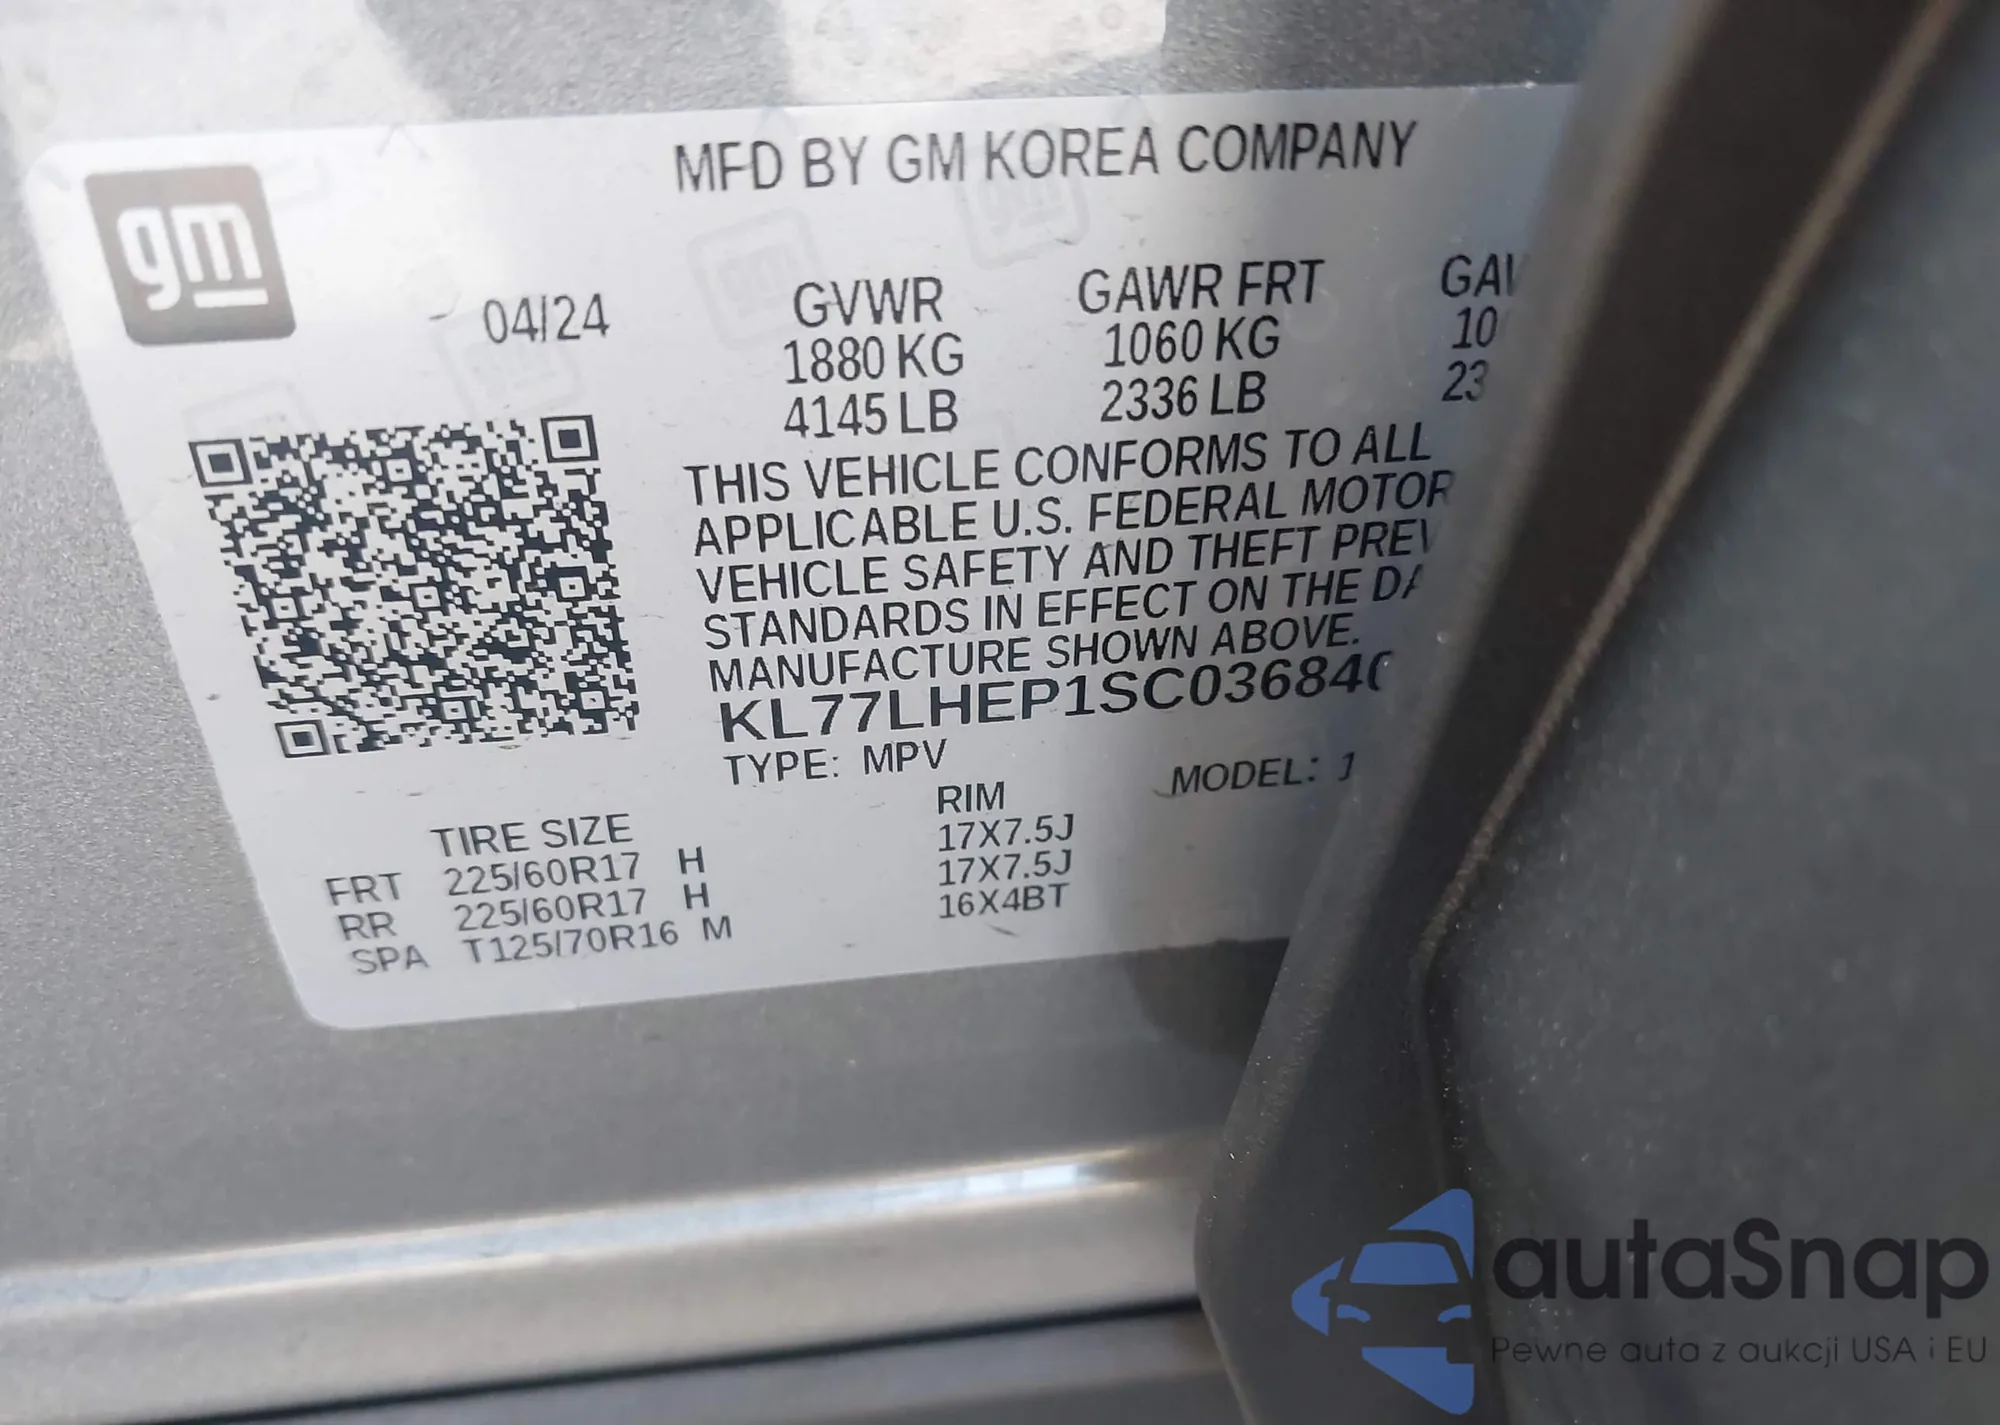 gm
MFD BY GM KOREA COMPANY
04/24
GVWR GAWR FRT
1880 KG 1060 KG
4145 LB 2336 LB
THIS VEHICLE CONFORMS TO ALL
APPLICABLE U.S. FEDERAL MOTOR
VEHICLE SAFETY AND THEFT
STANDARDS IN EFFECT ON THE
MANUFACTURE SHOWN ABOVE.
KL77LHEP1SC03684
TYPE: MPV MODEL: 1
TIRE SIZE RIM
FRT 225/60R17 H 17X7.5J
RR 225/60R17 H 17X7.5J
SPA T125/70R16 M 16X4BT
autaSnap
Pewne auta z aukcji USA i EU